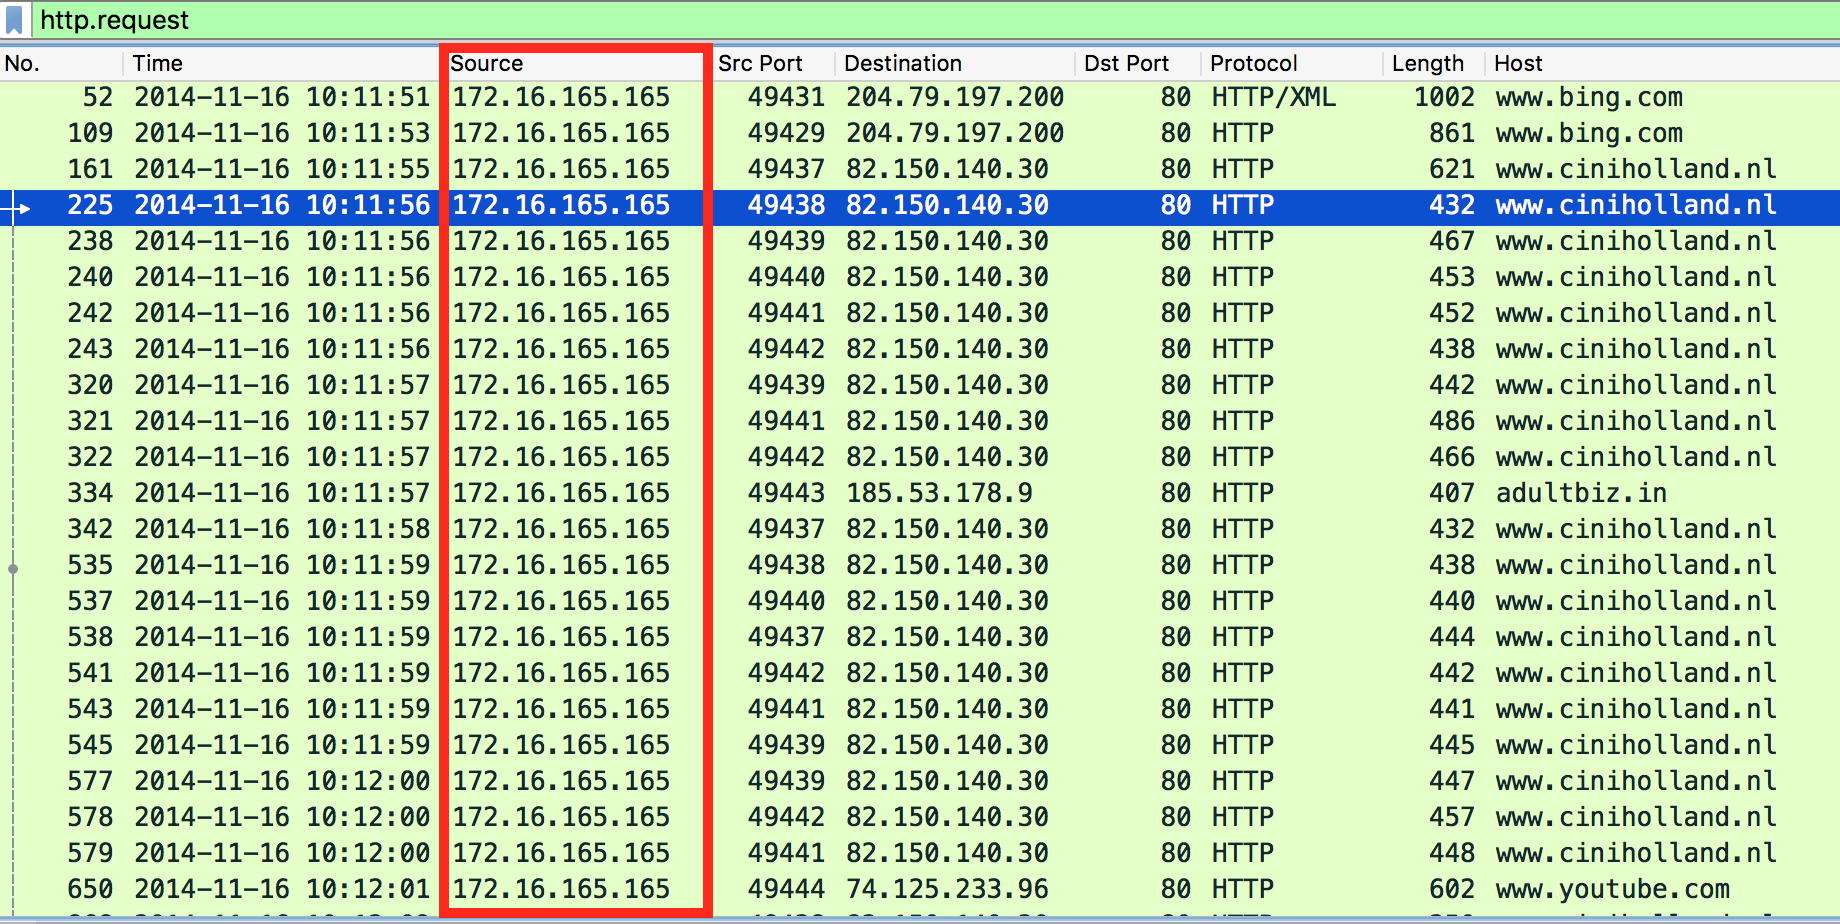 http.request
No. Time Source Src Port Destination Dst Port Protocol Length Host
52 2014-11-16 10:11:51 172.16.165.165 49431 204.79.197.200 80 HTTP/XML 1002 www.bing.com
109 2014-11-16 10:11:53 172.16.165.165 49429 204.79.197.200 80 HTTP 861 www.bing.com
161 2014-11-16 10:11:55 172.16.165.165 49437 82.150.140.30 80 HTTP 621 www.ciniholland.nl
225 2014-11-16 10:11:56 172.16.165.165 49438 82.150.140.30 80 HTTP 432 www.ciniholland.nl
238 2014-11-16 10:11:56 172.16.165.165 49439 82.150.140.30 80 HTTP 467 www.ciniholland.nl
240 2014-11-16 10:11:56 172.16.165.165 49440 82.150.140.30 80 HTTP 453 www.ciniholland.nl
242 2014-11-16 10:11:56 172.16.165.165 49441 82.150.140.30 80 HTTP 452 www.ciniholland.nl
243 2014-11-16 10:11:56 172.16.165.165 49442 82.150.140.30 80 HTTP 438 www.ciniholland.nl
320 2014-11-16 10:11:57 172.16.165.165 49439 82.150.140.30 80 HTTP 442 www.ciniholland.nl
321 2014-11-16 10:11:57 172.16.165.165 49441 82.150.140.30 80 HTTP 486 www.ciniholland.nl
322 2014-11-16 10:11:57 172.16.165.165 49442 82.150.140.30 80 HTTP 466 www.ciniholland.nl
334 2014-11-16 10:11:57 172.16.165.165 49443 185.53.178.9 80 HTTP 407 adultbiz.in
342 2014-11-16 10:11:58 172.16.165.165 49437 82.150.140.30 80 HTTP 432 www.ciniholland.nl
535 2014-11-16 10:11:59 172.16.165.165 49438 82.150.140.30 80 HTTP 438 www.ciniholland.nl
537 2014-11-16 10:11:59 172.16.165.165 49440 82.150.140.30 80 HTTP 440 www.ciniholland.nl
538 2014-11-16 10:11:59 172.16.165.165 49437 82.150.140.30 80 HTTP 444 www.ciniholland.nl
541 2014-11-16 10:11:59 172.16.165.165 49442 82.150.140.30 80 HTTP 442 www.ciniholland.nl
543 2014-11-16 10:11:59 172.16.165.165 49441 82.150.140.30 80 HTTP 441 www.ciniholland.nl
545 2014-11-16 10:11:59 172.16.165.165 49439 82.150.140.30 80 HTTP 445 www.ciniholland.nl
577 2014-11-16 10:12:00 172.16.165.165 49439 82.150.140.30 80 HTTP 447 www.ciniholland.nl
578 2014-11-16 10:12:00 172.16.165.165 49442 82.150.140.30 80 HTTP 457 www.ciniholland.nl
579 2014-11-16 10:12:00 172.16.165.165 49441 82.150.140.30 80 HTTP 448 www.ciniholland.nl
650 2014-11-16 10:12:01 172.16.165.165 49444 74.125.233.96 80 HTTP 602 www.youtube.com